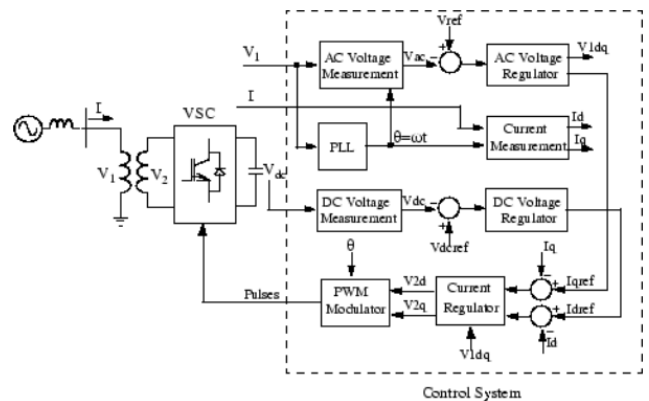 Vref
V1
AC Voltage
Measurement
Vac
–
+
AC Voltage
Regulator
V1dq
I
I
VSC
PLL
θ=ωt
Current
Measurement
Id
Iq
V1
V2
Vdc
DC Voltage
Measurement
Vdc
–
+
Vdcref
DC Voltage
Regulator
θ
Iq
PWM
Modulator
V2d
V2q
Current
Regulator
–
+
Iqref
+
Idref
–
Id
Pulses
V1dq
Control System